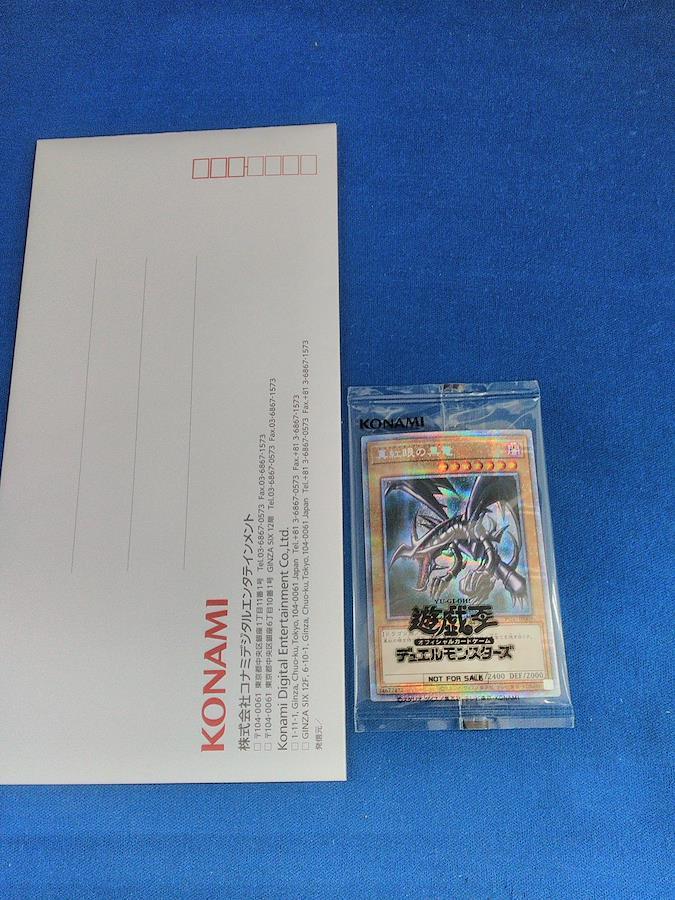 KONAMI
株式会社コナミデジタルエンタテインメント
□ 〒104-0061 東京都中央区銀座1丁目11番1号 Tel.03-6867-0573 Fax.03-6867-1573
□ 〒104-0061 東京都中央区銀座6丁目10番1号 GINZA SIX 12階 Tel.03-6867-0573 Fax.03-6867-1573
Konami Digital Entertainment Co.,Ltd.
□ 1-11-1, Ginza, Chuo-ku, Tokyo, 104-0061 Japan Tel.+81 3-6867-0573 Fax.+81 3-6867-1573
□ GINZA SIX 12F, 6-10-1, Ginza, Chuo-ku, Tokyo, 104-0061 Japan Tel.+81 3-6867-0573 Fax.+81 3-6867-1573
発信元／
KONAMI
真紅眼の黒竜
YU-GI-OH!
遊戯王
オフィシャルカードゲーム
デュエルモンスターズ
NOT FOR SALE
/2400 DEF/2000